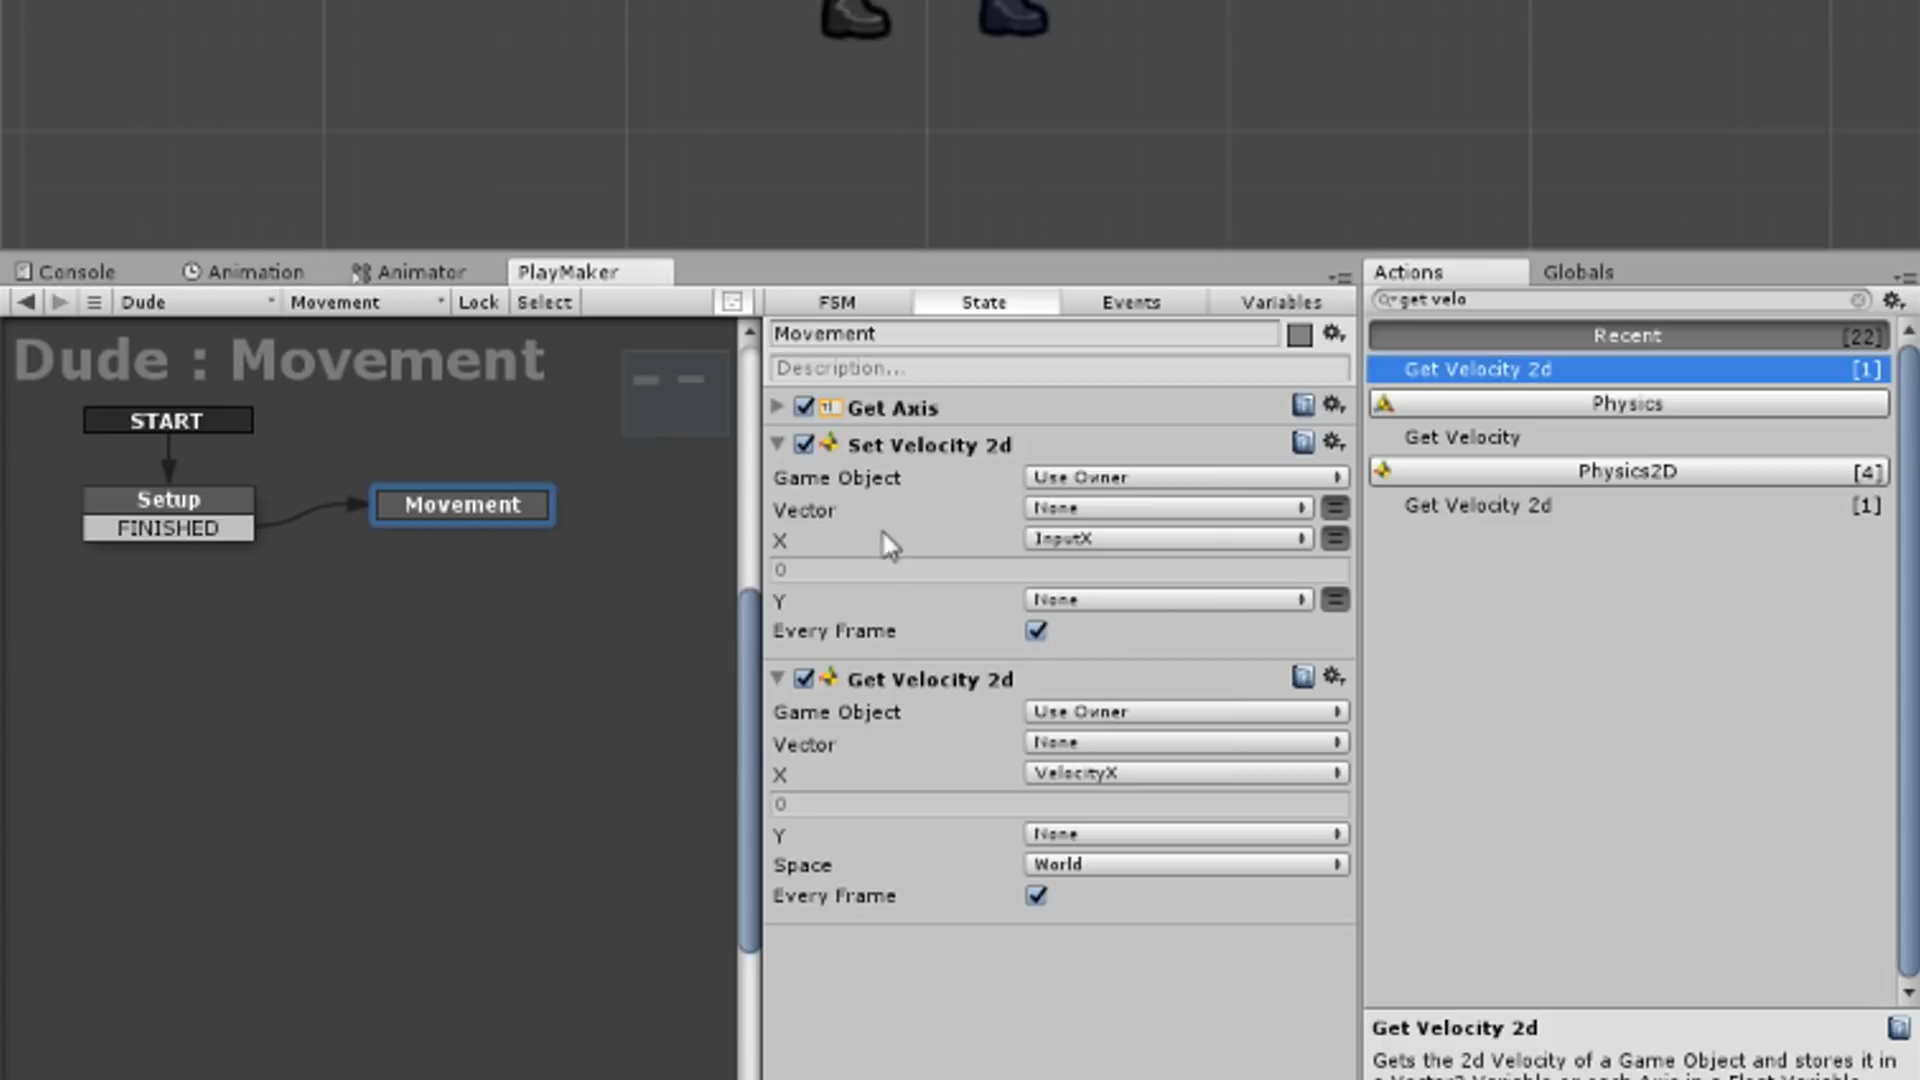 Console Animation Animator PlayMaker
Dude Movement Lock Select
Dude : Movement
START
Setup
FINISHED
Movement
FSM State Events Variables
Movement
Description...
Get Axis
Set Velocity 2d
Game Object Use Owner
Vector None
X InputX
0
Y None
Every Frame
Get Velocity 2d
Game Object Use Owner
Vector None
X VelocityX
0
Y None
Space World
Every Frame
Actions Globals
get velo
Recent [22]
Get Velocity 2d [1]
Physics
Get Velocity
Physics2D [4]
Get Velocity 2d [1]
Get Velocity 2d
Gets the 2d Velocity of a Game Object and stores it in